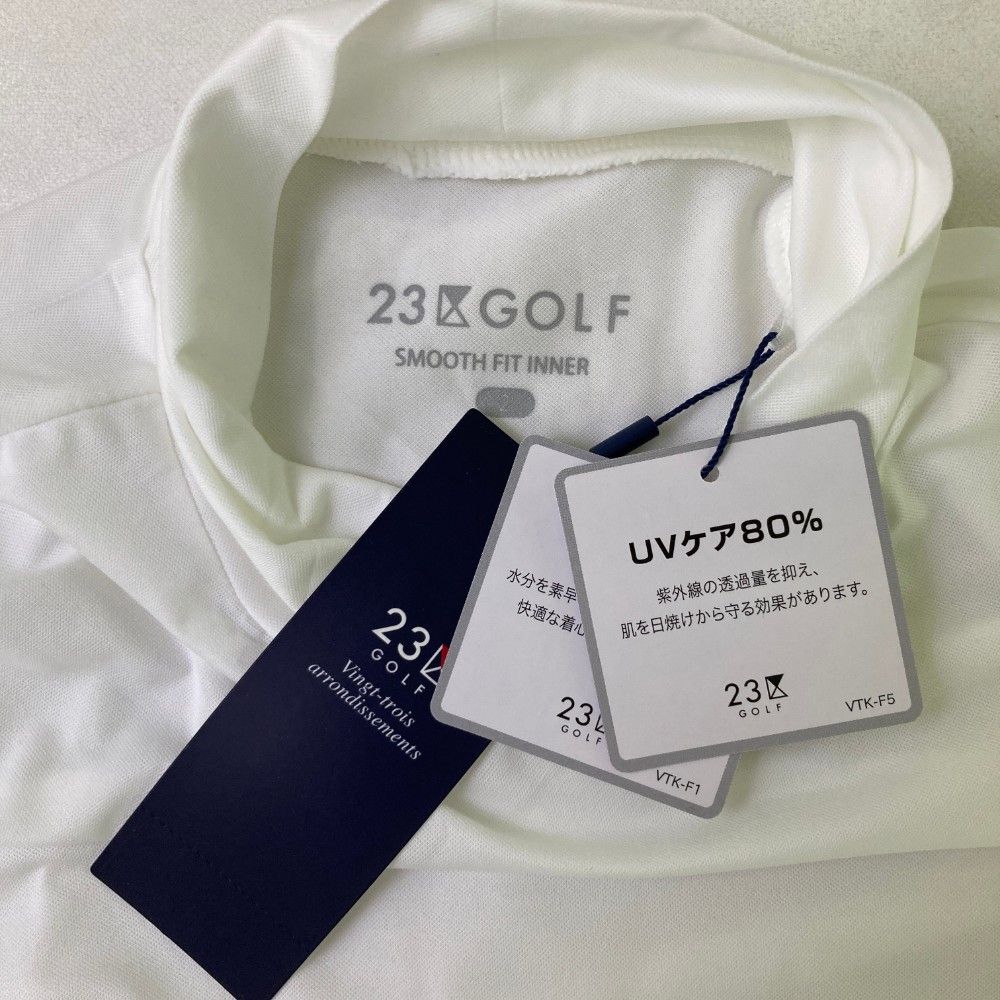 23 GOLF
SMOOTH FIT INNER
23
GOLF
Vingt-trois
arrondissements
水分を素早
快適な着心
23
GOLF
VTK-F1
UVケア80%
紫外線の透過量を抑え、
肌を日焼けから守る効果があります。
23
GOLF
VTK-F5